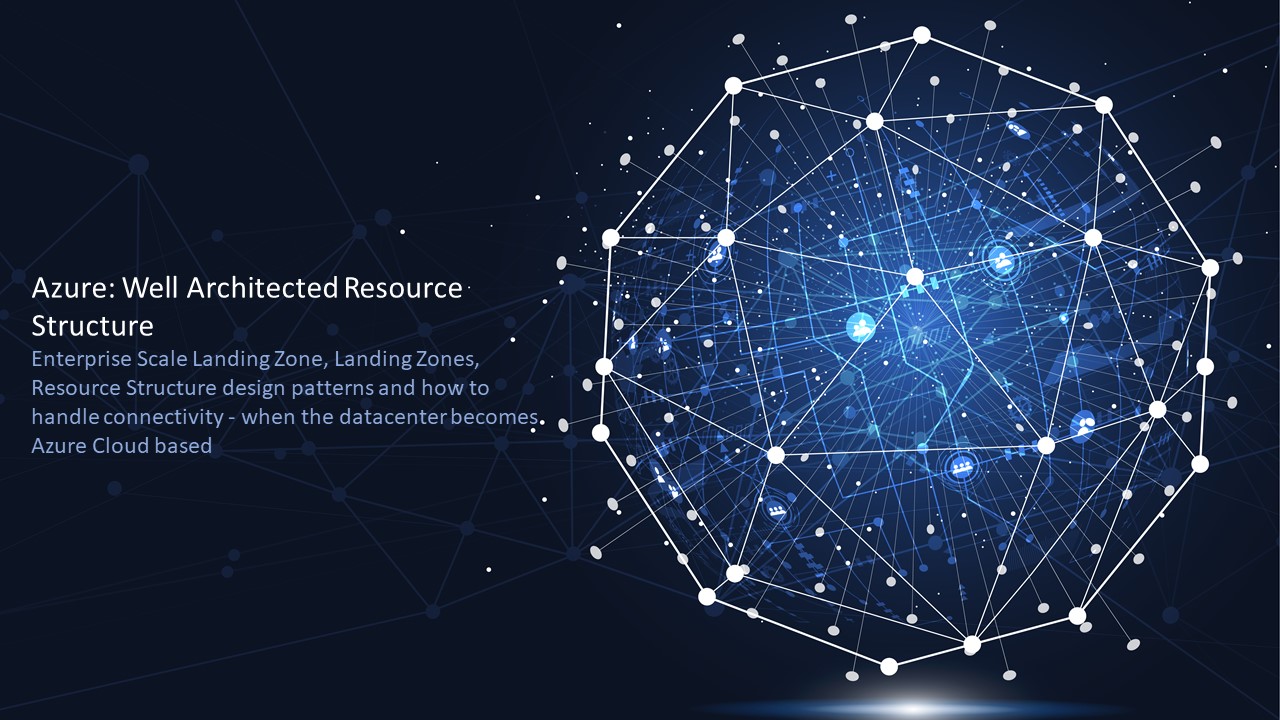 Azure: Well Architected Resource
Structure
Enterprise Scale Landing Zone, Landing Zones,
Resource Structure design patterns and how to
handle connectivity - when the datacenter becomes
Azure Cloud based